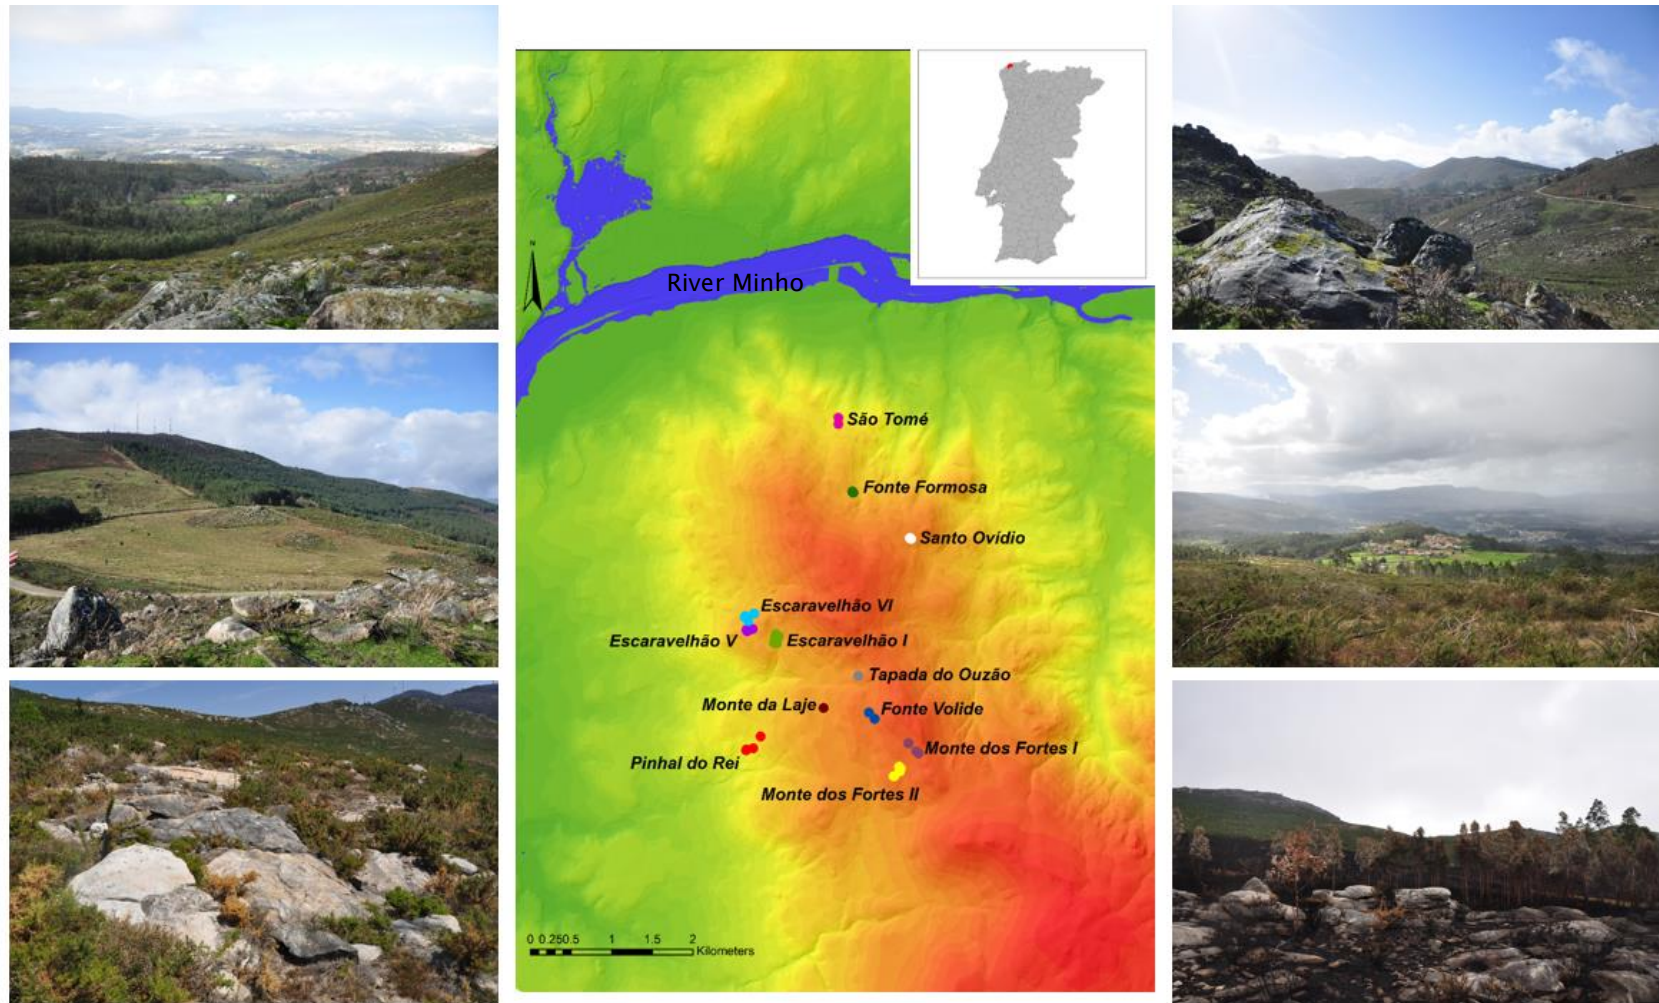 N
River Minho
São Tomé
Fonte Formosa
Santo Ovídio
Escaravelhão VI
Escaravelhão V
Escaravelhão I
Tapada do Ouzão
Monte da Laje
Fonte Volide
Pinhal do Rei
Monte dos Fortes I
Monte dos Fortes II
0 0.250.5 1 1.5 2
Kilometers